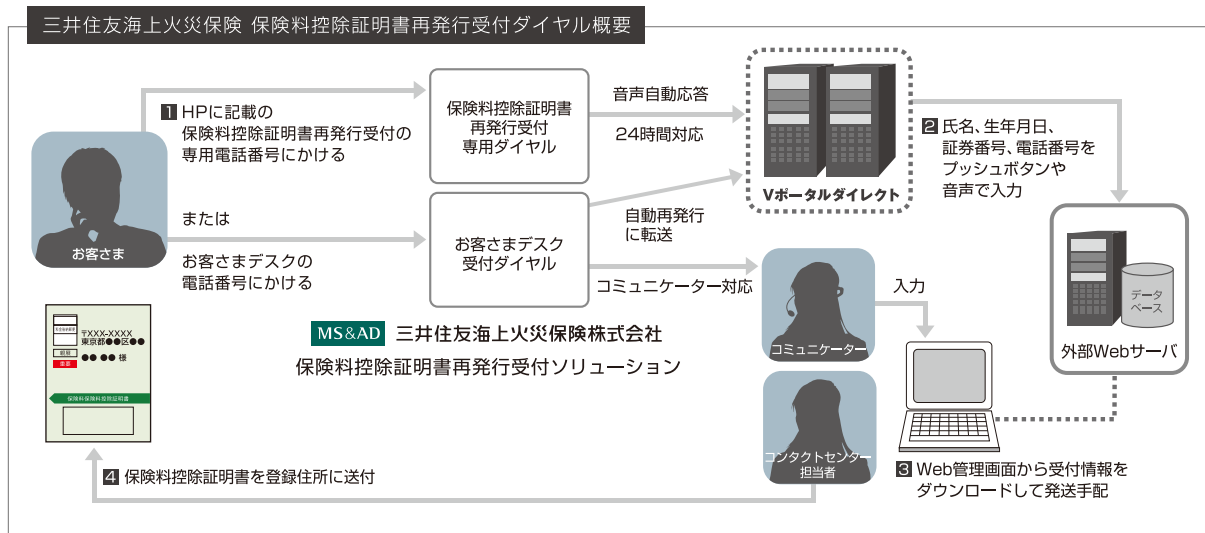 三井住友海上火災保険 保険料控除証明書再発行受付ダイヤル概要
1 HPに記載の
保険料控除証明書再発行受付の
専用電話番号にかける
お客さま
または
お客さまデスクの
電話番号にかける
保険料控除証明書
再発行受付
専用ダイヤル
お客さまデスク
受付ダイヤル
音声自動応答
24時間対応
自動再発行
に転送
コミュニケーター対応
Vポータルダイレクト
2 氏名、生年月日、
証券番号、電話番号を
プッシュボタンや
音声で入力
データ
ベース
外部Webサーバ
コミュニケーター
入力
コンタクトセンター
担当者
3 Web管理画面から受付情報を
ダウンロードして発送手配
MS&AD 三井住友海上火災保険株式会社
保険料控除証明書再発行受付ソリューション
〒XXX-XXXX
東京都●●区●●
●● ●● 様
親展
重要
保険料保険料控除証明書
4 保険料控除証明書を登録住所に送付